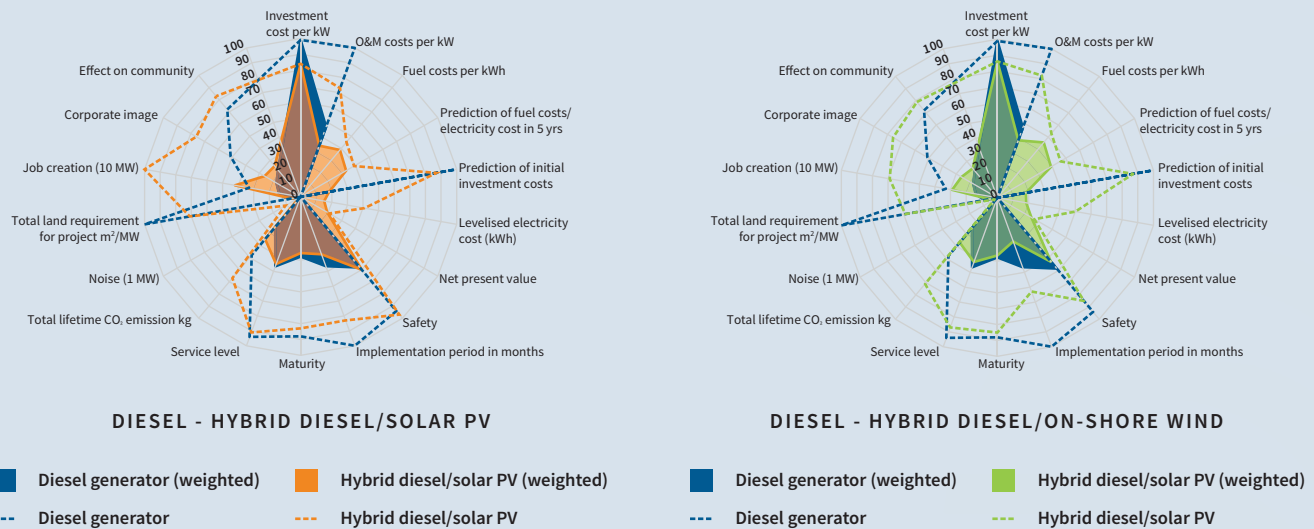 Investment
cost per kW
O&M costs per kW
Fuel costs per kWh
Prediction of fuel costs/
electricity cost in 5 yrs
Prediction of initial
investment costs
Levelised electricity
cost (kWh)
Net present value
Safety
Implementation period in months
Maturity
Service level
Total lifetime CO₂ emission kg
Noise (1 MW)
Total land requirement
for project m²/MW
Job creation (10 MW)
Corporate image
Effect on community
100
90
80
70
60
50
40
30
20
10
0
DIESEL - HYBRID DIESEL/SOLAR PV
Diesel generator (weighted)
Hybrid diesel/solar PV (weighted)
Diesel generator
Hybrid diesel/solar PV
Investment
cost per kW
O&M costs per kW
Fuel costs per kWh
Prediction of fuel costs/
electricity cost in 5 yrs
Prediction of initial
investment costs
Levelised electricity
cost (kWh)
Net present value
Safety
Implementation period in months
Maturity
Service level
Total lifetime CO₂ emission kg
Noise (1 MW)
Total land requirement
for project m²/MW
Job creation (10 MW)
Corporate image
Effect on community
100
90
80
70
60
50
40
30
20
10
0
DIESEL - HYBRID DIESEL/ON-SHORE WIND
Diesel generator (weighted)
Hybrid diesel/solar PV (weighted)
Diesel generator
Hybrid diesel/solar PV